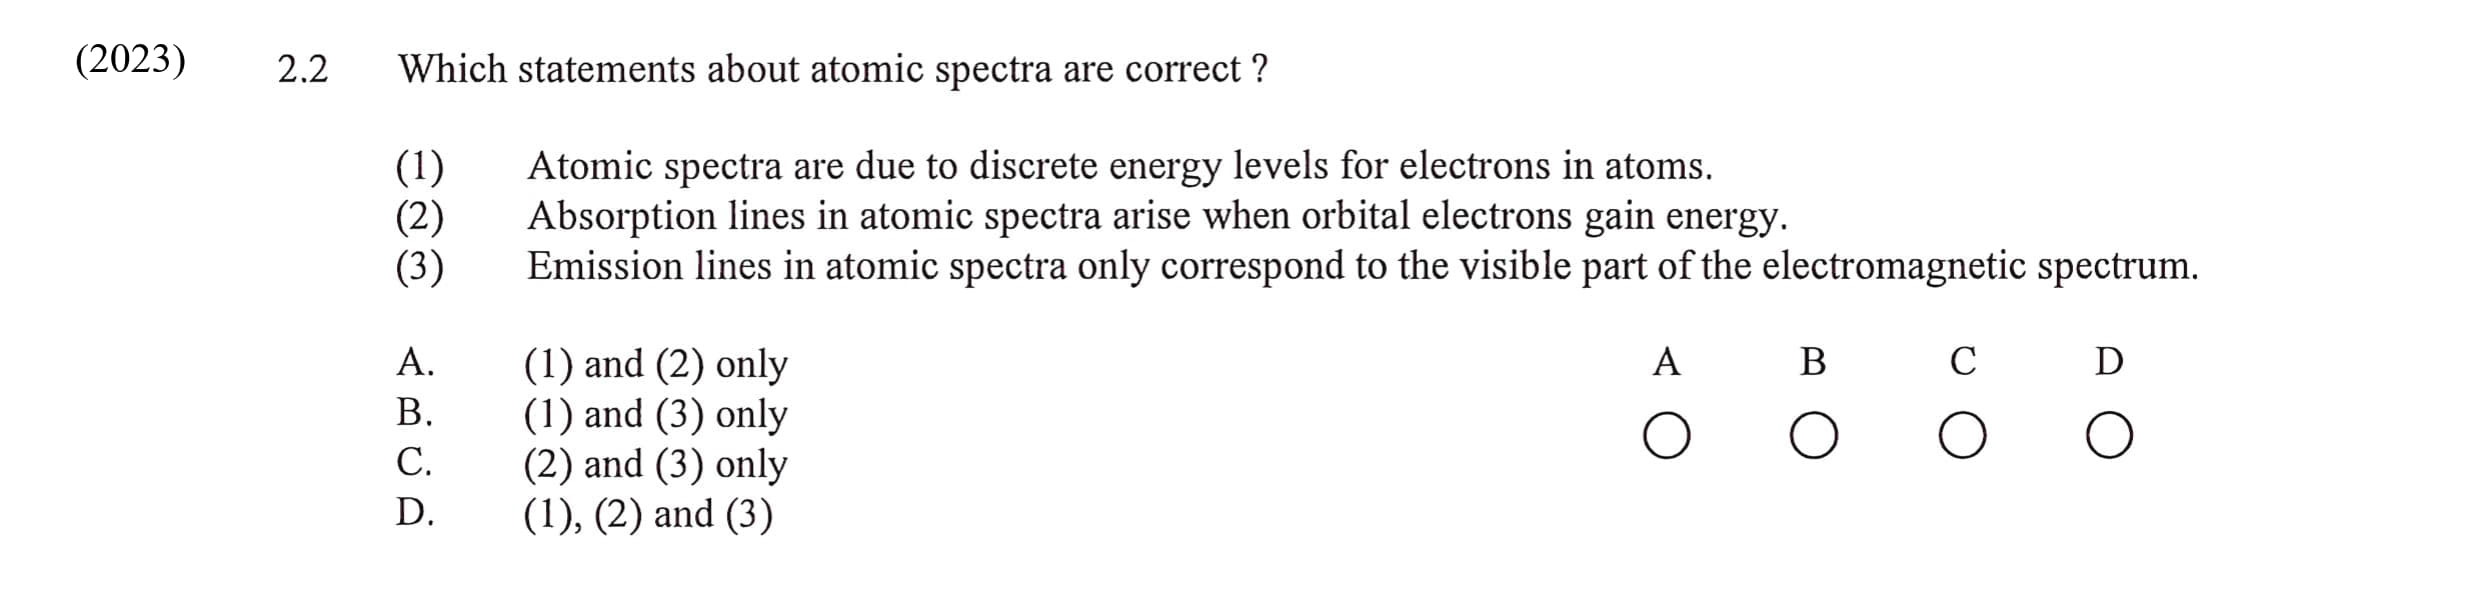 (2023) 2.2 Which statements about atomic spectra are correct ?
(1) Atomic spectra are due to discrete energy levels for electrons in atoms.
(2) Absorption lines in atomic spectra arise when orbital electrons gain energy.
(3) Emission lines in atomic spectra only correspond to the visible part of the electromagnetic spectrum.
A. (1) and (2) only A B C D
B. (1) and (3) only
C. (2) and (3) only
D. (1), (2) and (3)